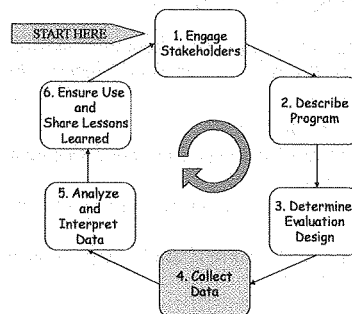 START HERE
1. Engage
Stakeholders
2. Describe
Program
3. Determine
Evaluation
Design
4. Collect
Data
5. Analyze
and
Interpret
Data
6. Ensure Use
and
Share Lessons
Learned